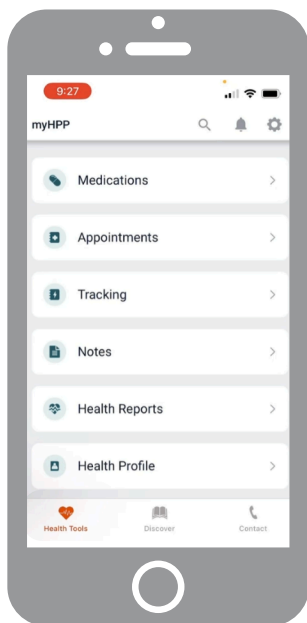 9:27
myHPP
Medications
Appointments
Tracking
Notes
Health Reports
Health Profile
Health Tools Discover Contact